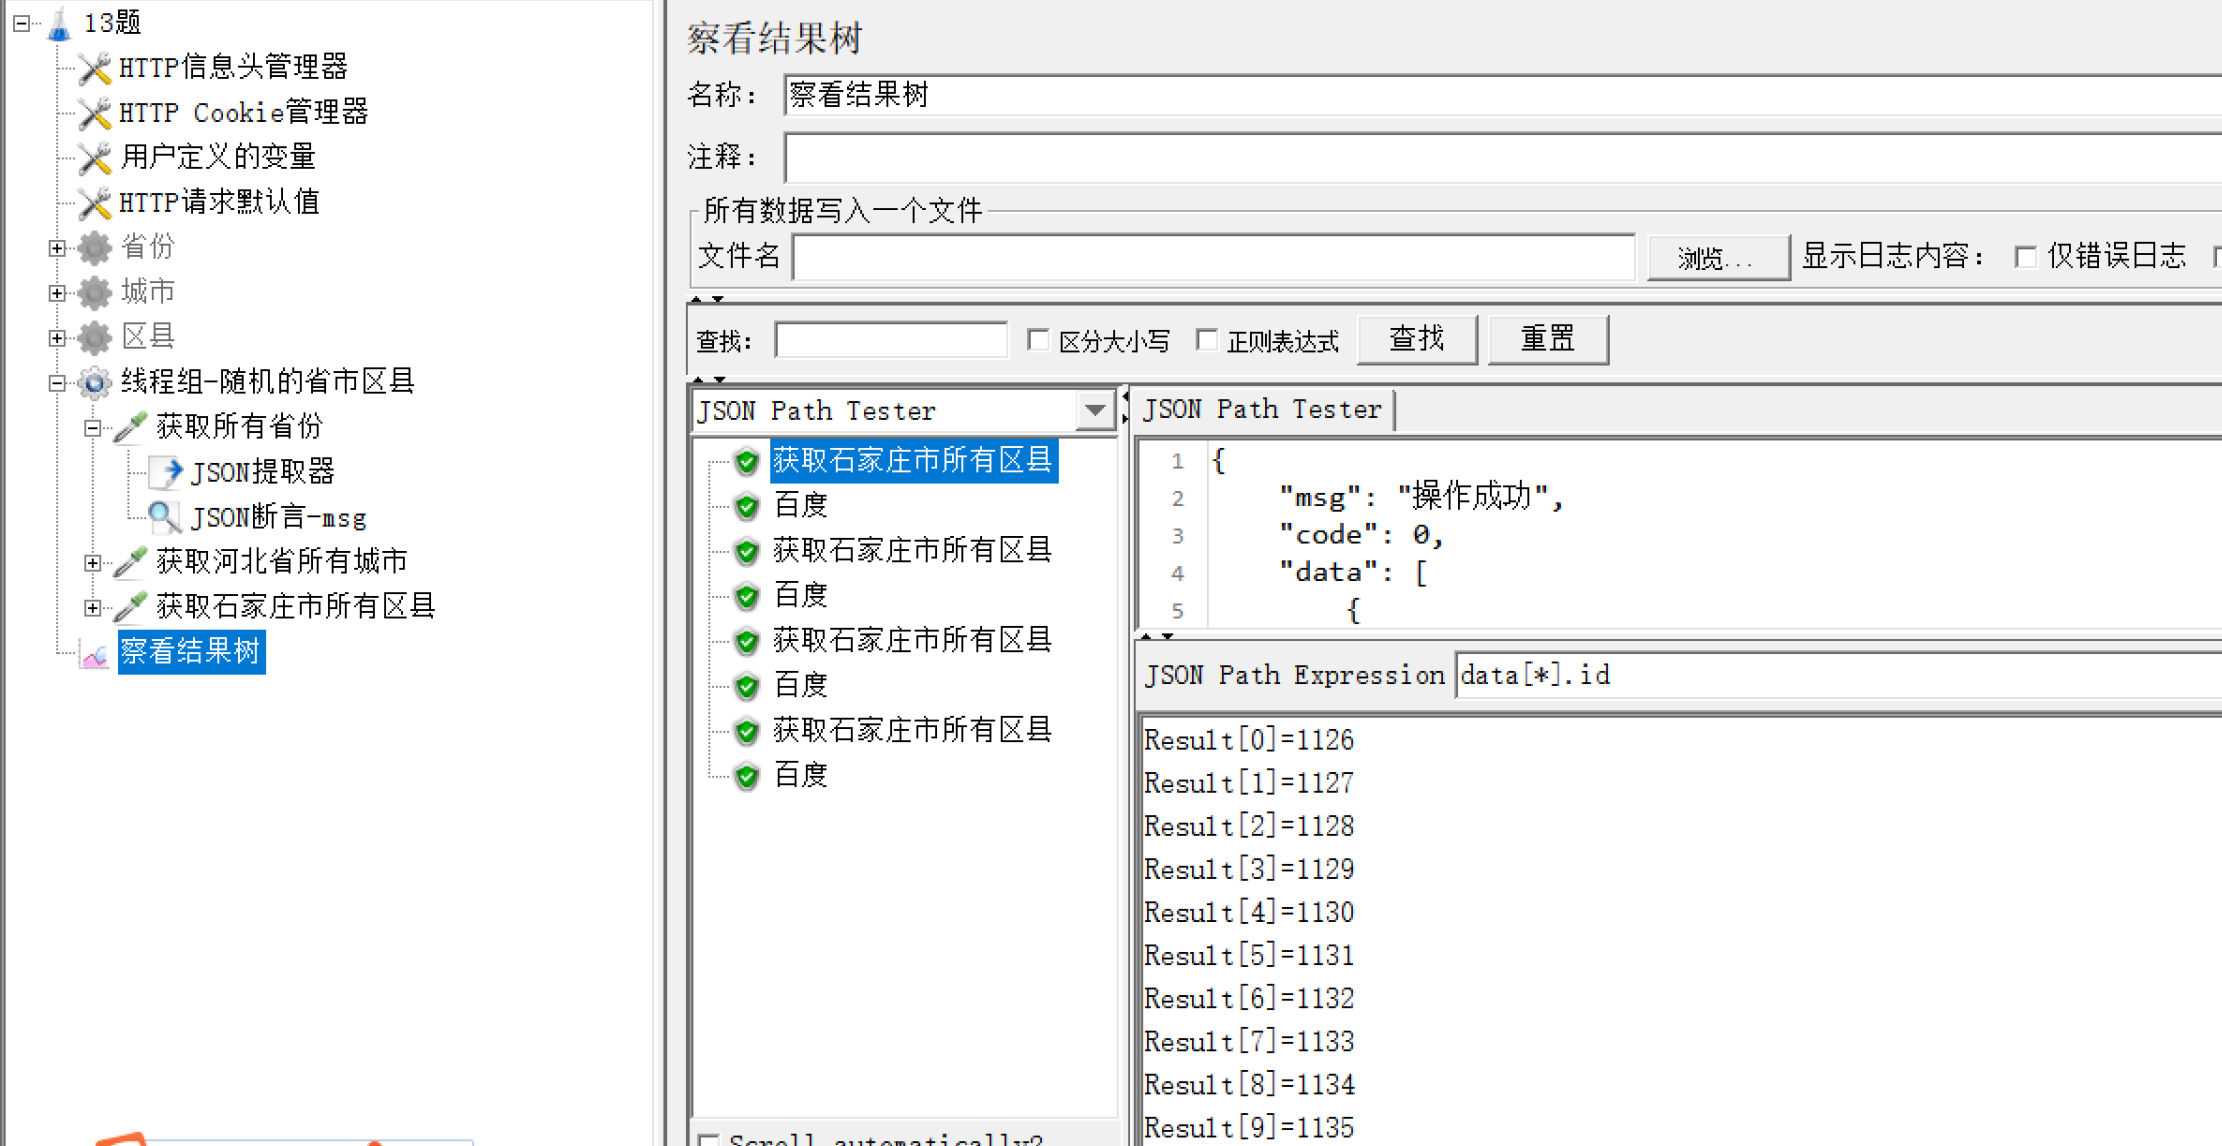 13题
HTTP信息头管理器
HTTP Cookie管理器
用户定义的变量
HTTP请求默认值
省份
城市
区县
线程组-随机的省市区县
获取所有省份
JSON提取器
JSON断言-msg
获取河北省所有城市
获取石家庄市所有区县
察看结果树
察看结果树
名称： 察看结果树
注释：
所有数据写入一个文件
文件名 浏览... 显示日志内容： 仅错误日志
查找： 区分大小写 正则表达式 查找 重置
JSON Path Tester
获取石家庄市所有区县
百度
获取石家庄市所有区县
百度
获取石家庄市所有区县
百度
获取石家庄市所有区县
百度
Scroll automatically?
JSON Path Tester
1 {
2 "msg": "操作成功",
3 "code": 0,
4 "data": [
5 {
JSON Path Expression data[*].id
Result[0]=1126
Result[1]=1127
Result[2]=1128
Result[3]=1129
Result[4]=1130
Result[5]=1131
Result[6]=1132
Result[7]=1133
Result[8]=1134
Result[9]=1135